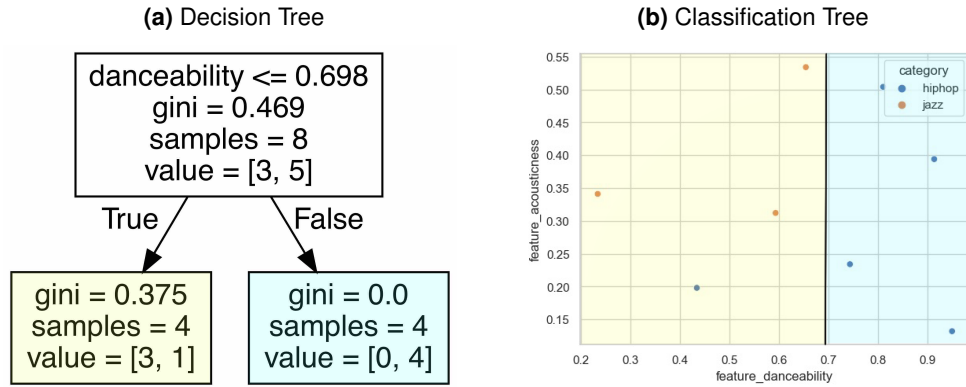 (a) Decision Tree
danceability <= 0.698
gini = 0.469
samples = 8
value = [3, 5]
True
False
gini = 0.375
samples = 4
value = [3, 1]
gini = 0.0
samples = 4
value = [0, 4]
(b) Classification Tree
category
hiphop
jazz
feature_acousticness
0.55
0.50
0.45
0.40
0.35
0.30
0.25
0.20
0.15
0.2 0.3 0.4 0.5 0.6 0.7 0.8 0.9
feature_danceability